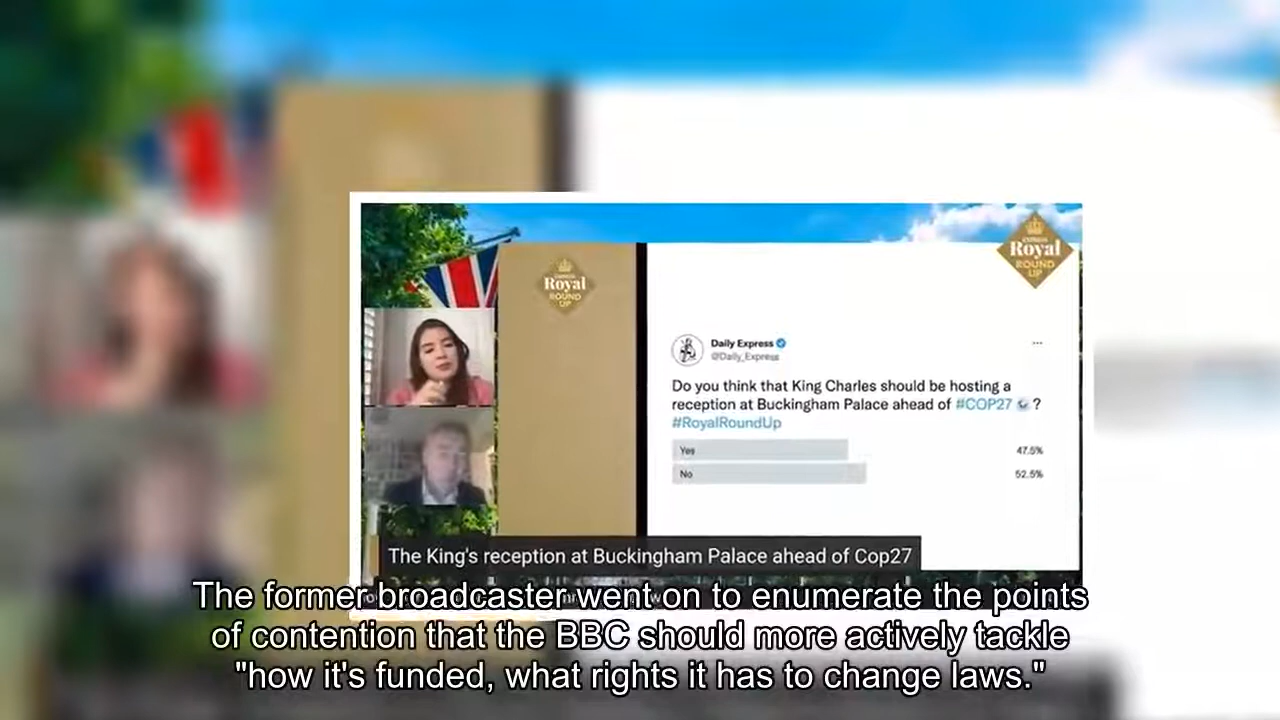 EXPRESS
Royal
ROUND
UP
EXPRESS
Royal
ROUND
UP
Daily Express
@Daily_Express
Do you think that King Charles should be hosting a
reception at Buckingham Palace ahead of #COP27 ?
#RoyalRoundUp
Yes 47.5%
No 52.5%
The King's reception at Buckingham Palace ahead of Cop27
The former broadcaster went on to enumerate the points
of contention that the BBC should more actively tackle
"how it's funded, what rights it has to change laws."